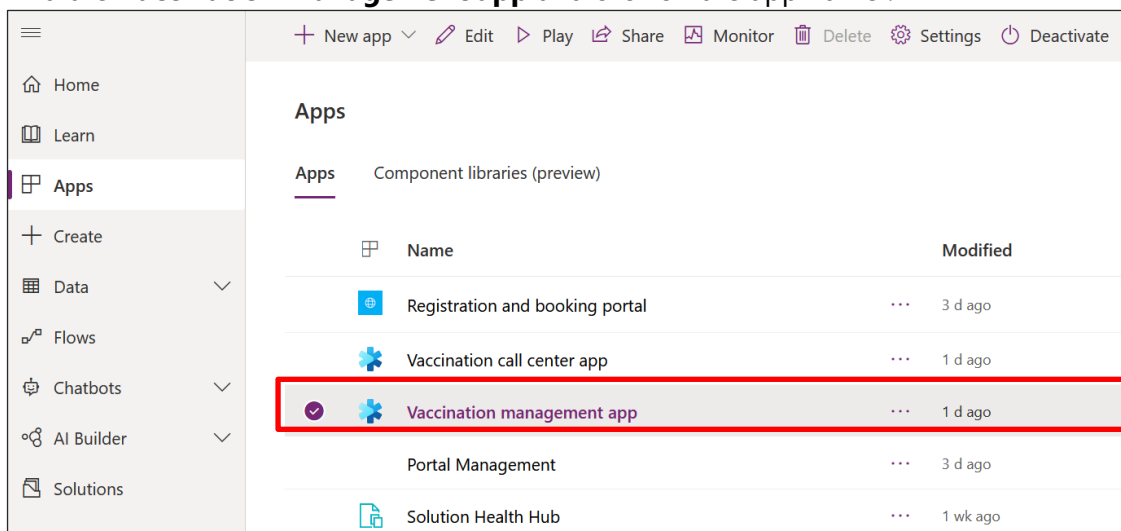 management app
+ New app Edit Play Share Monitor Delete Settings Deactivate
Home
Learn
Apps
Create
Data
Flows
Chatbots
AI Builder
Solutions
Apps
Apps Component libraries (preview)
Name Modified
Registration and booking portal ... 3 d ago
Vaccination call center app ... 1 d ago
Vaccination management app ... 1 d ago
Portal Management ... 3 d ago
Solution Health Hub ... 1 wk ago